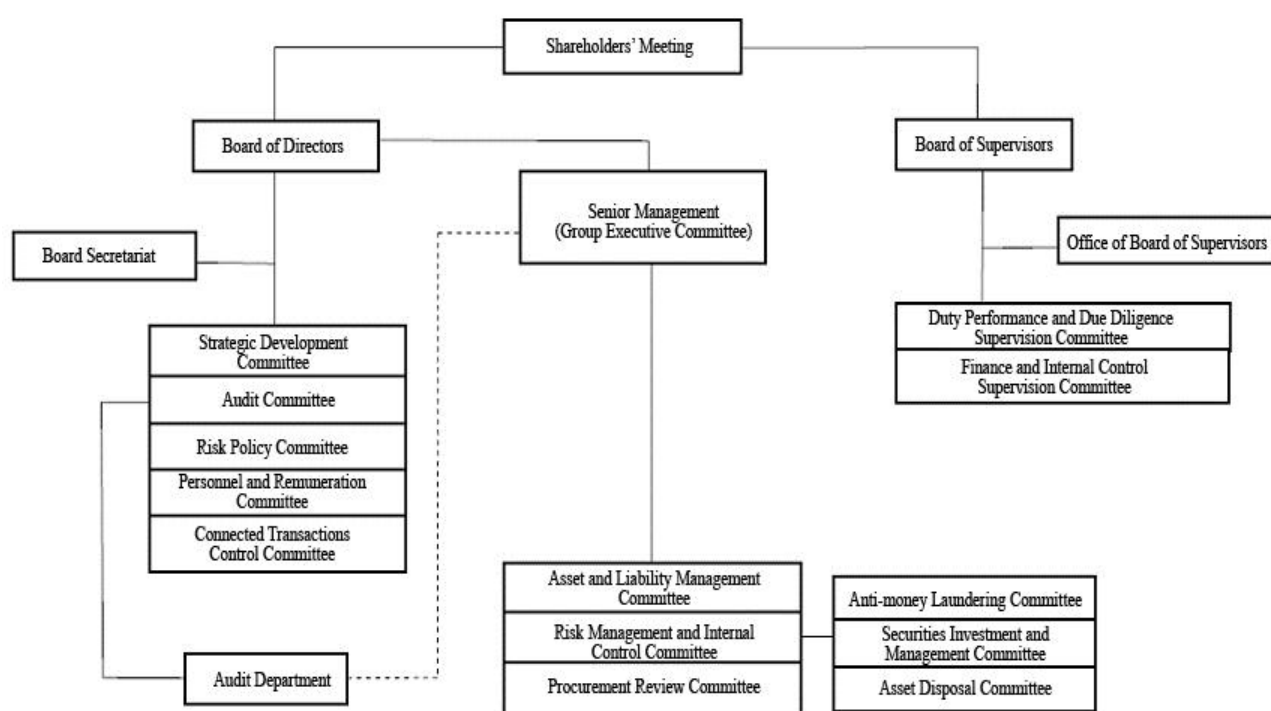 Shareholders’ Meeting
Board of Directors
Board of Supervisors
Senior Management
(Group Executive Committee)
Board Secretariat
Office of Board of Supervisors
Strategic Development
Committee
Audit Committee
Risk Policy Committee
Personnel and Remuneration
Committee
Connected Transactions
Control Committee
Duty Performance and Due Diligence
Supervision Committee
Finance and Internal Control
Supervision Committee
Audit Department
Asset and Liability Management
Committee
Risk Management and Internal
Control Committee
Procurement Review Committee
Anti-money Laundering Committee
Securities Investment and
Management Committee
Asset Disposal Committee